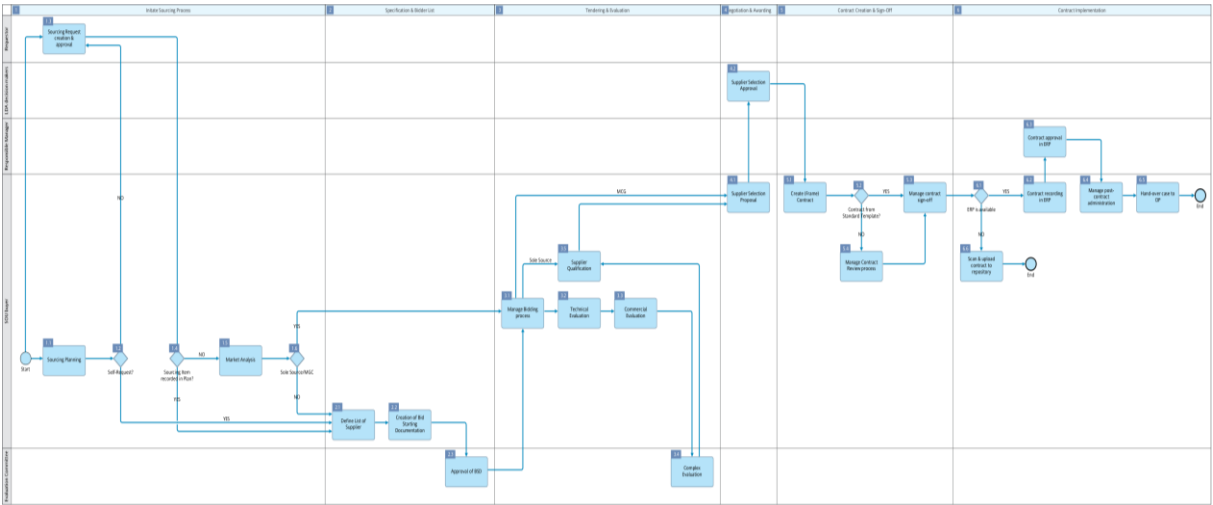 1
Initiate Sourcing Process
2
Specification & Bidder List
3
Tendering & Evaluation
Negotiation & Awarding
Contract Creation & Sign-Off
6
Contract Implementation
Requestor
Sourcing Request
creation &
approval
Supplier Selection
Approval
Responsible Manager
Contract approval
in ERP
NO
MCG
Supplier Selection
Proposal
Create (Frame)
Contract
Contract from
Standard Template?
YES
NO
Manage contract
sign-off
Manage Contract
Review process
ERP is available
YES
NO
Contract recording
in ERP
Manage post-
contract
administration
Hand-over case to
End
Scan & upload
contract to
repository
End
Sole Source
Supplier
Qualification
Manage Bidding
process
Technical
Evaluation
Commercial
Evaluation
Start
Sourcing Planning
Self-Request?
Sourcing item
recorded in Plan?
NO
Market Analysis
Sole Source/MGC
YES
NO
YES
YES
Define List of
Supplier
Creation of Bid
Starting
Documentation
Evaluation Committee
Approval of BSD
Complex
Evaluation